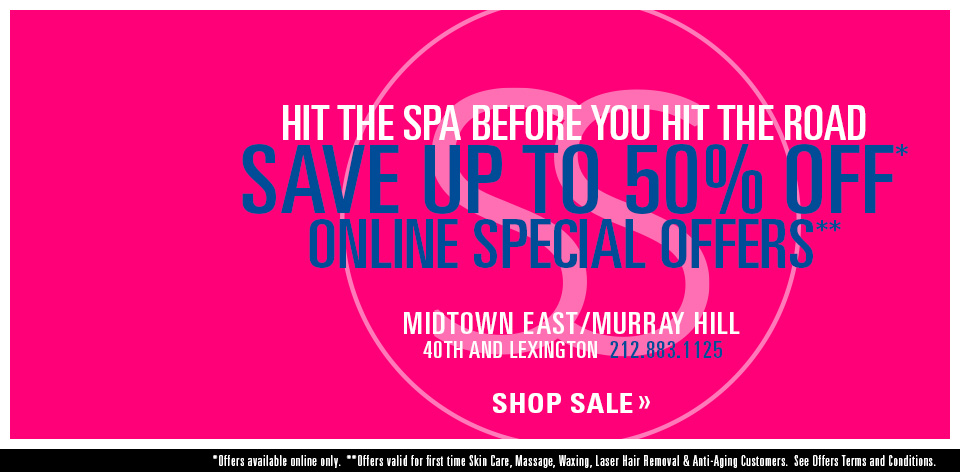 HIT THE SPA BEFORE YOU HIT THE ROAD
SAVE UP TO 50% OFF*
ONLINE SPECIAL OFFERS**
MIDTOWN EAST/MURRAY HILL
40TH AND LEXINGTON 212.883.1125
SHOP SALE »
*Offers available online only. **Offers valid for first time Skin Care, Massage, Waxing, Laser Hair Removal & Anti-Aging Customers. See Offers Terms and Conditions.